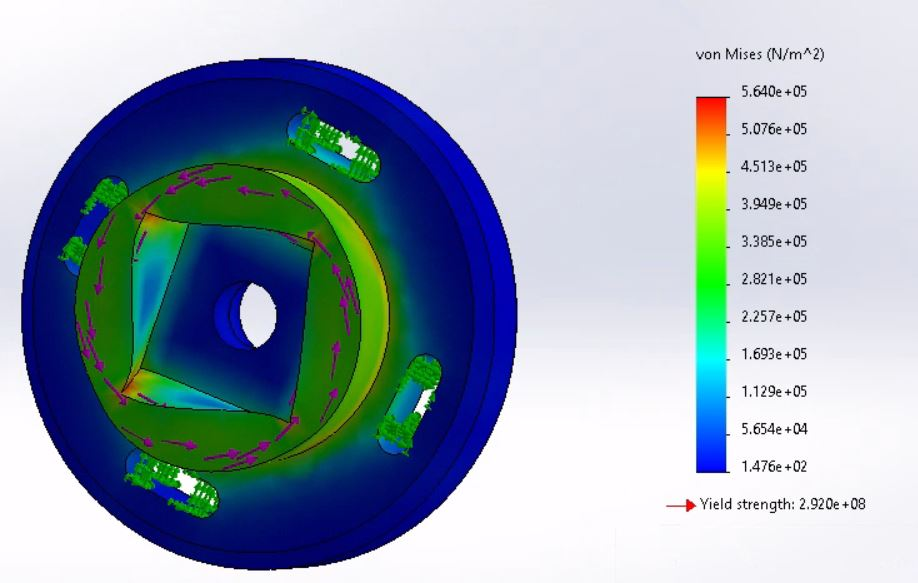 von Mises (N/m^2)
5.640e+05
5.076e+05
4.513e+05
3.949e+05
3.385e+05
2.821e+05
2.257e+05
1.693e+05
1.129e+05
5.654e+04
1.476e+02
Yield strength: 2.920e+08